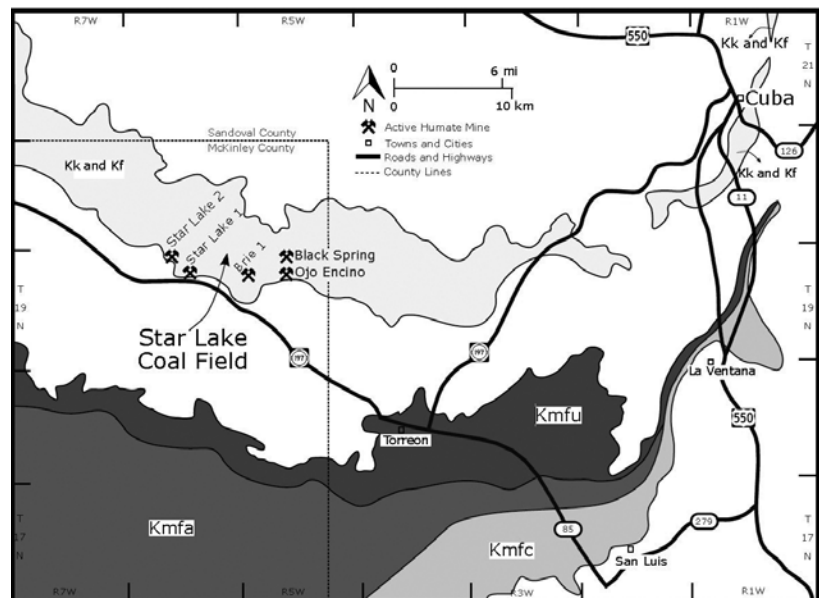 R7W
R5W
R1W
550
Kk and Kf
T
21
N
0
6 mi
N
0
10 km
Cuba
Sandoval County
McKinley County
Active Humate Mine
Towns and Cities
Roads and Highways
County Lines
126
Kk and Kf
Kk and Kf
11
Star Lake 2
Star Lake 1
Brie 1
Black Spring
Ojo Encino
T
19
N
T
19
N
Star Lake
Coal Field
197
197
La Ventana
Kmfu
550
Torreon
T
17
N
Kmfa
85
279
T
17
N
Kmfc
San Luis
R7W
R5W
R3W
R1W